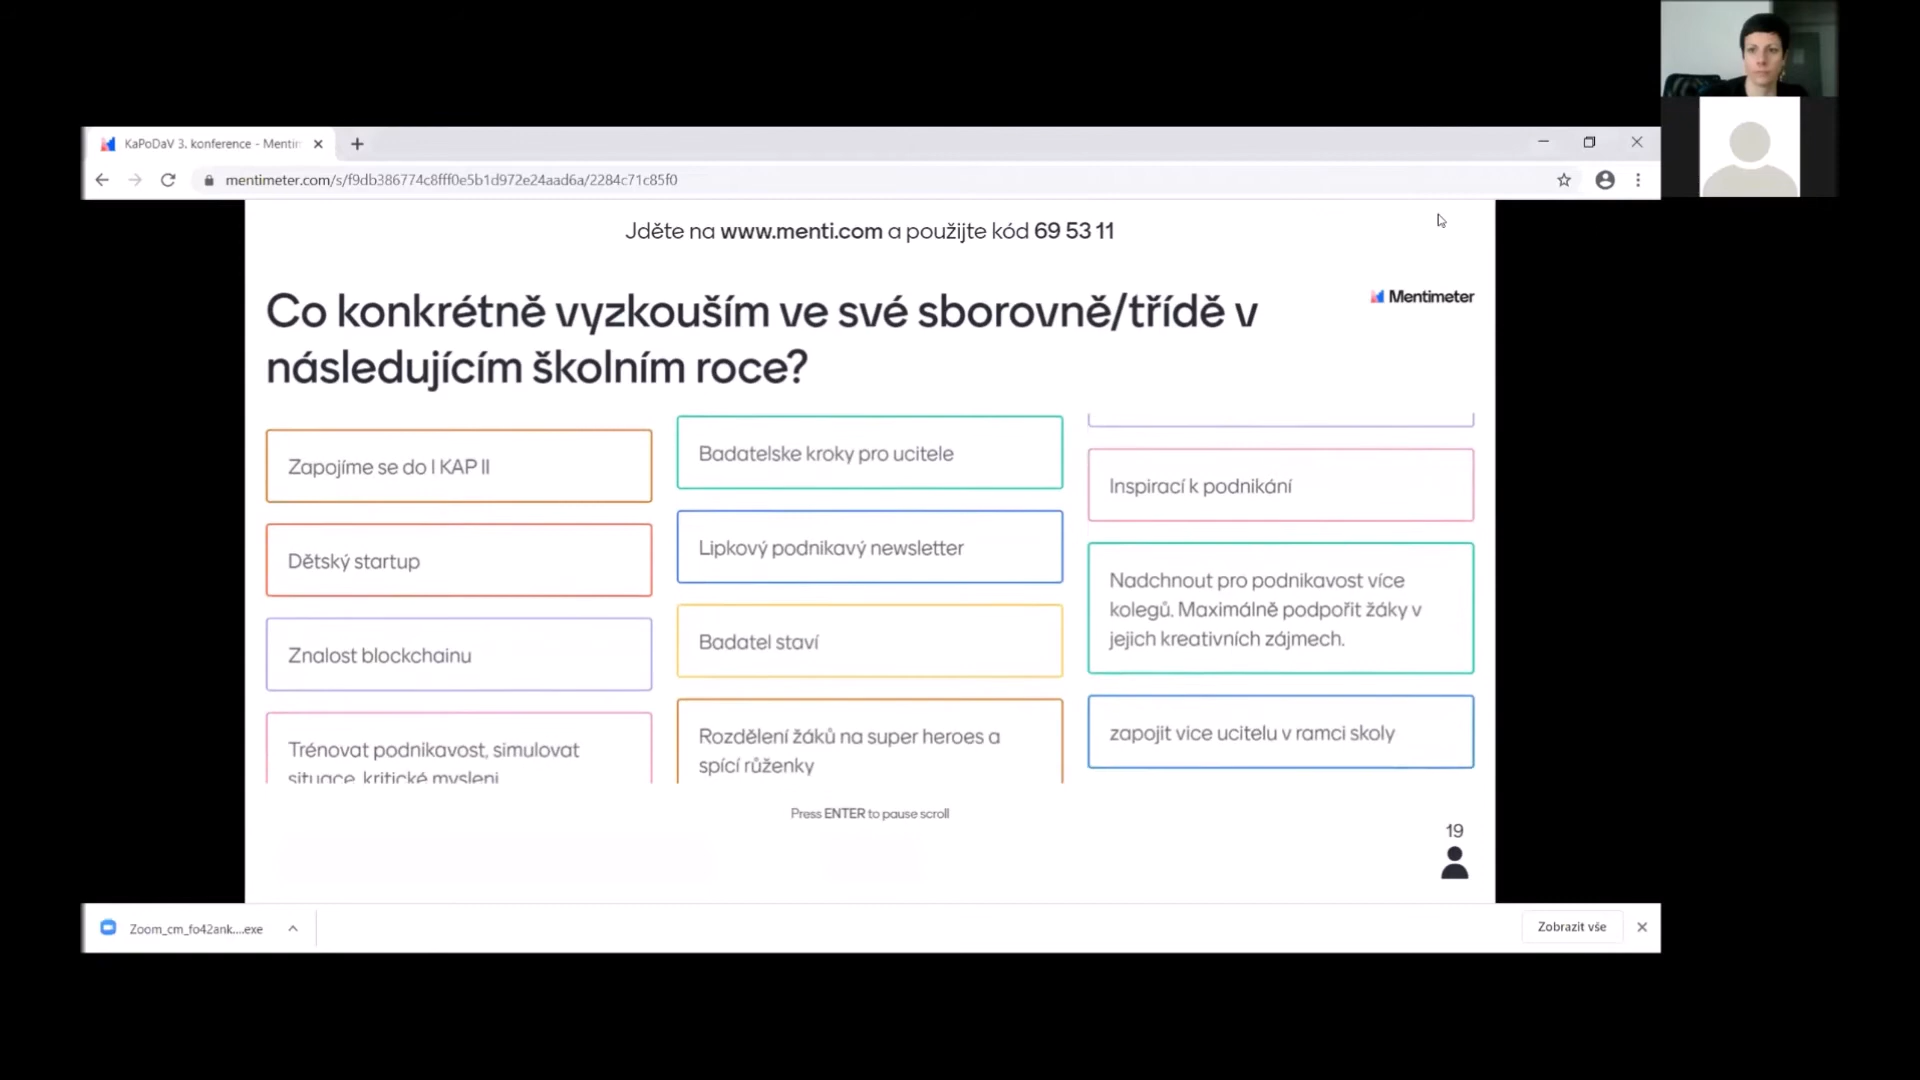 KaPoDaV 3. konference - Mentin
mentimeter.com/s/f9db386774c8fff0e5b1d972e24aad6a/2284c71c85f0
Jděte na www.menti.com a použijte kód 69 53 11
Mentimeter
Co konkrétně vyzkouším ve své sborovně/třídě v
následujícím školním roce?
Zapojíme se do I KAP II
Dětský startup
Znalost blockchainu
Trénovat podnikavost, simulovat
situace, kritické mysleni
Badatelske kroky pro ucitele
Lipkový podnikavý newsletter
Badatel staví
Rozdělení žáků na super heroes a
spící růženky
Inspirací k podnikání
Nadchnout pro podnikavost více
kolegů. Maximálně podpořit žáky v
jejich kreativních zájmech.
zapojit vice ucitelu v ramci skoly
Press ENTER to pause scroll
19
Zoom_cm_fo42ank....exe
Zobrazit vše